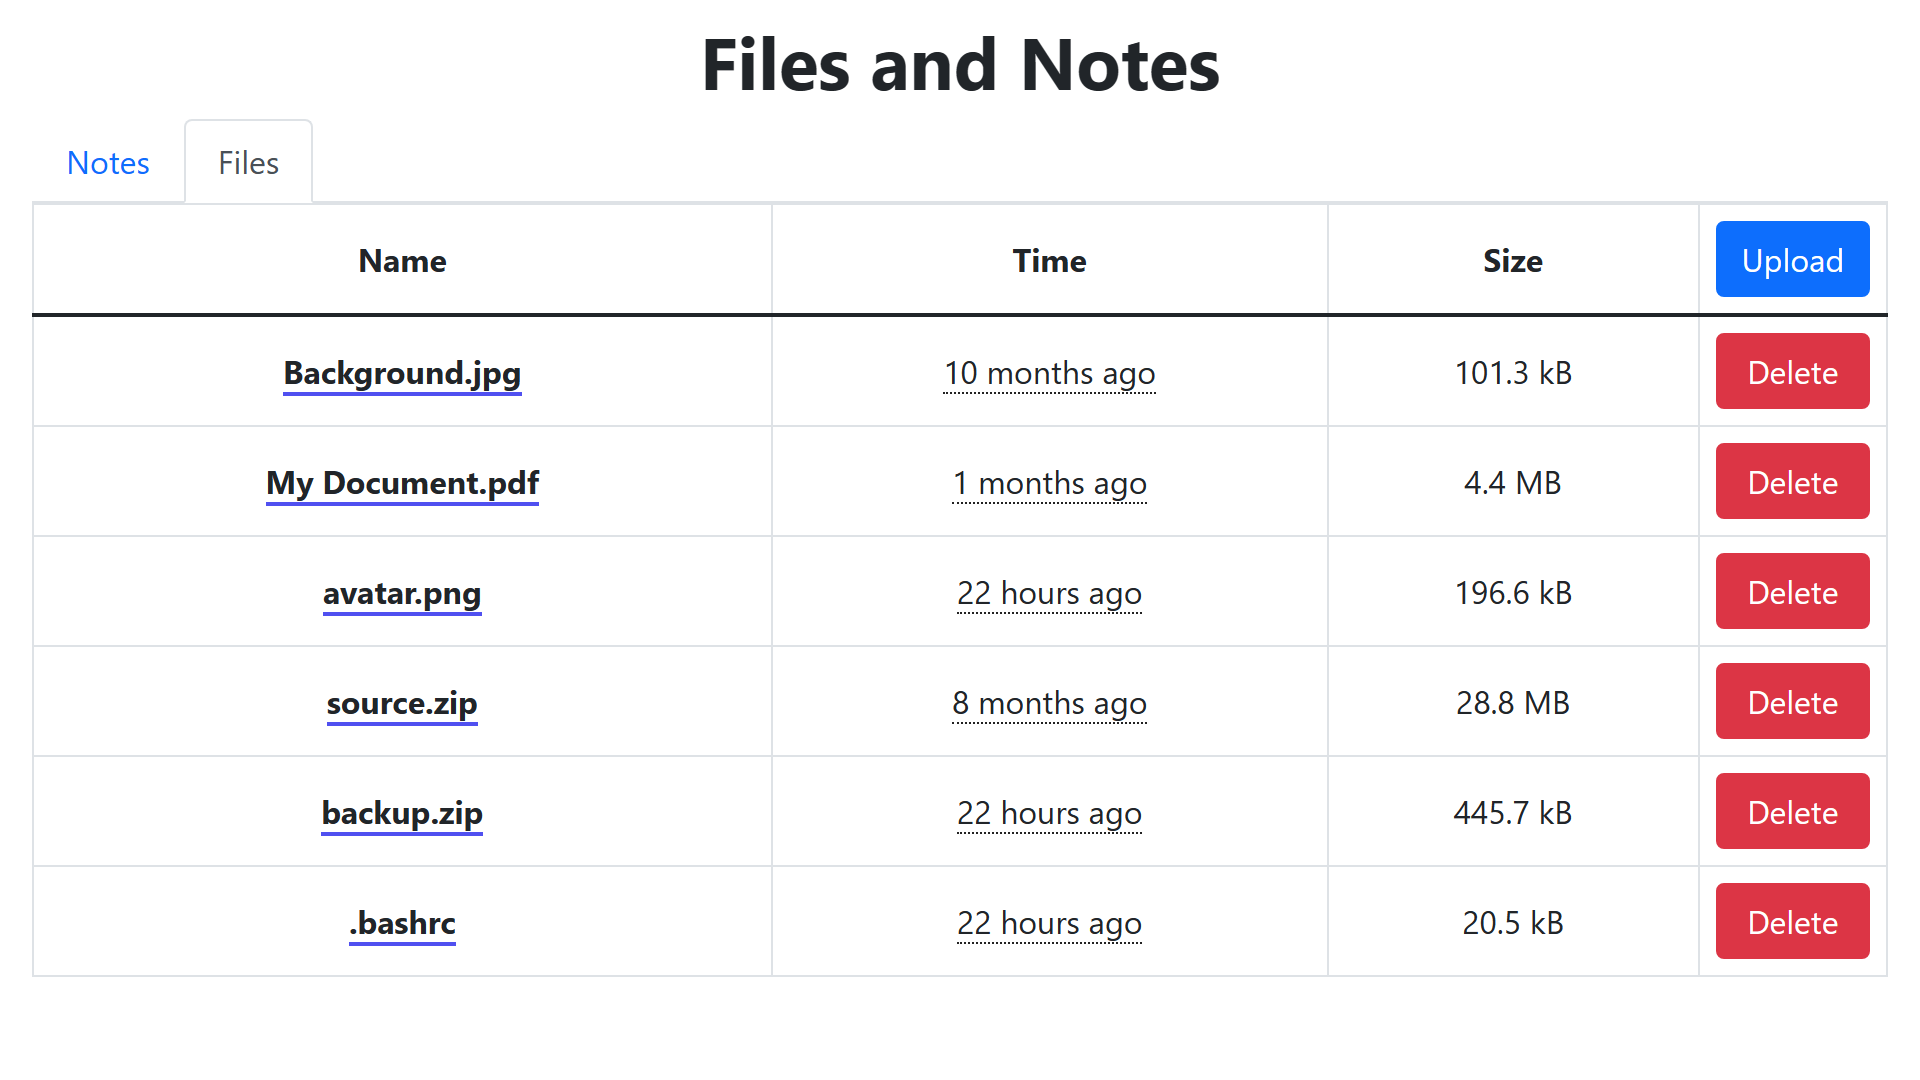 Files and Notes
Notes Files
Name Time Size Upload
Background.jpg 10 months ago 101.3 kB Delete
My Document.pdf 1 months ago 4.4 MB Delete
avatar.png 22 hours ago 196.6 kB Delete
source.zip 8 months ago 28.8 MB Delete
backup.zip 22 hours ago 445.7 kB Delete
.bashrc 22 hours ago 20.5 kB Delete